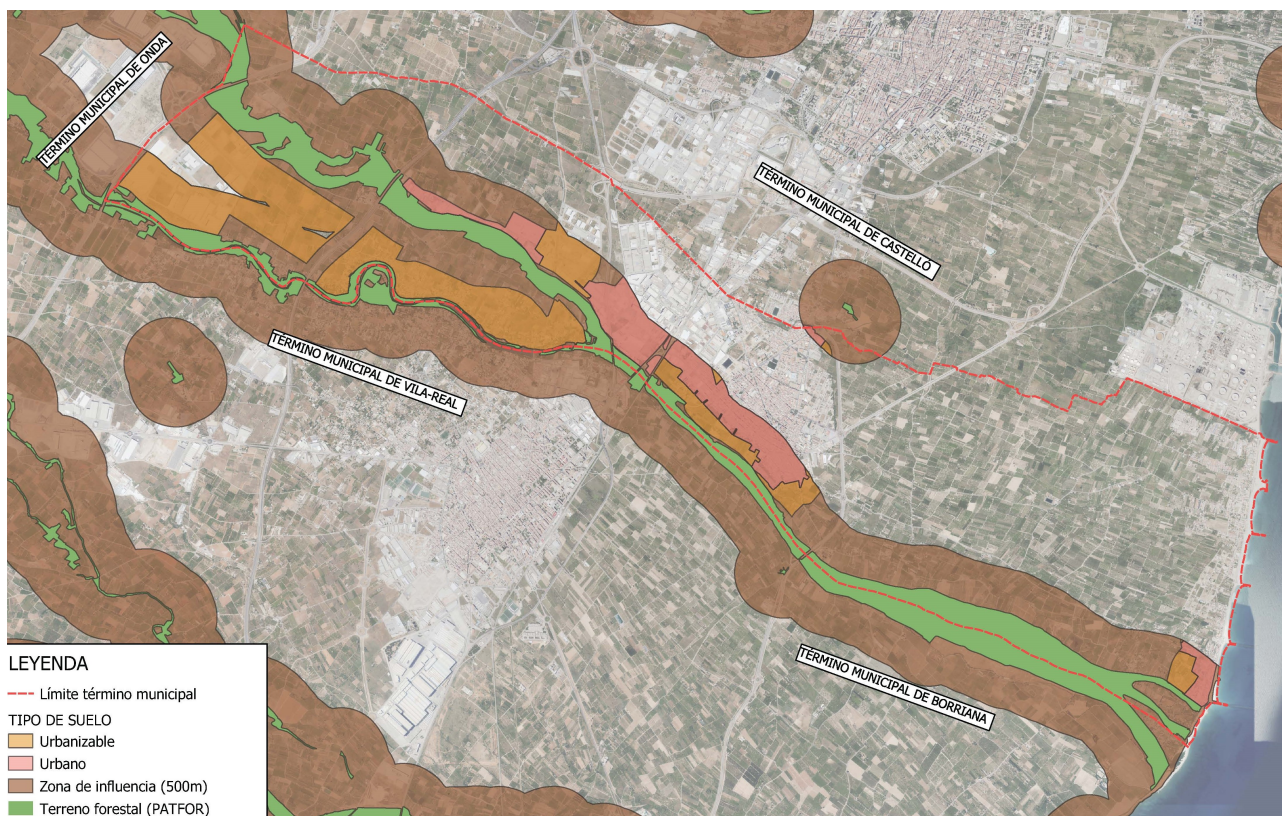 TÉRMINO MUNICIPAL DE ONDA
TÉRMINO MUNICIPAL DE CASTELLÓ
TÉRMINO MUNICIPAL DE VILA-REAL
TÉRMINO MUNICIPAL DE BORRIANA
LEYENDA
Límite término municipal
TIPO DE SUELO
Urbanizable
Urbano
Zona de influencia (500m)
Terreno forestal (PATFOR)